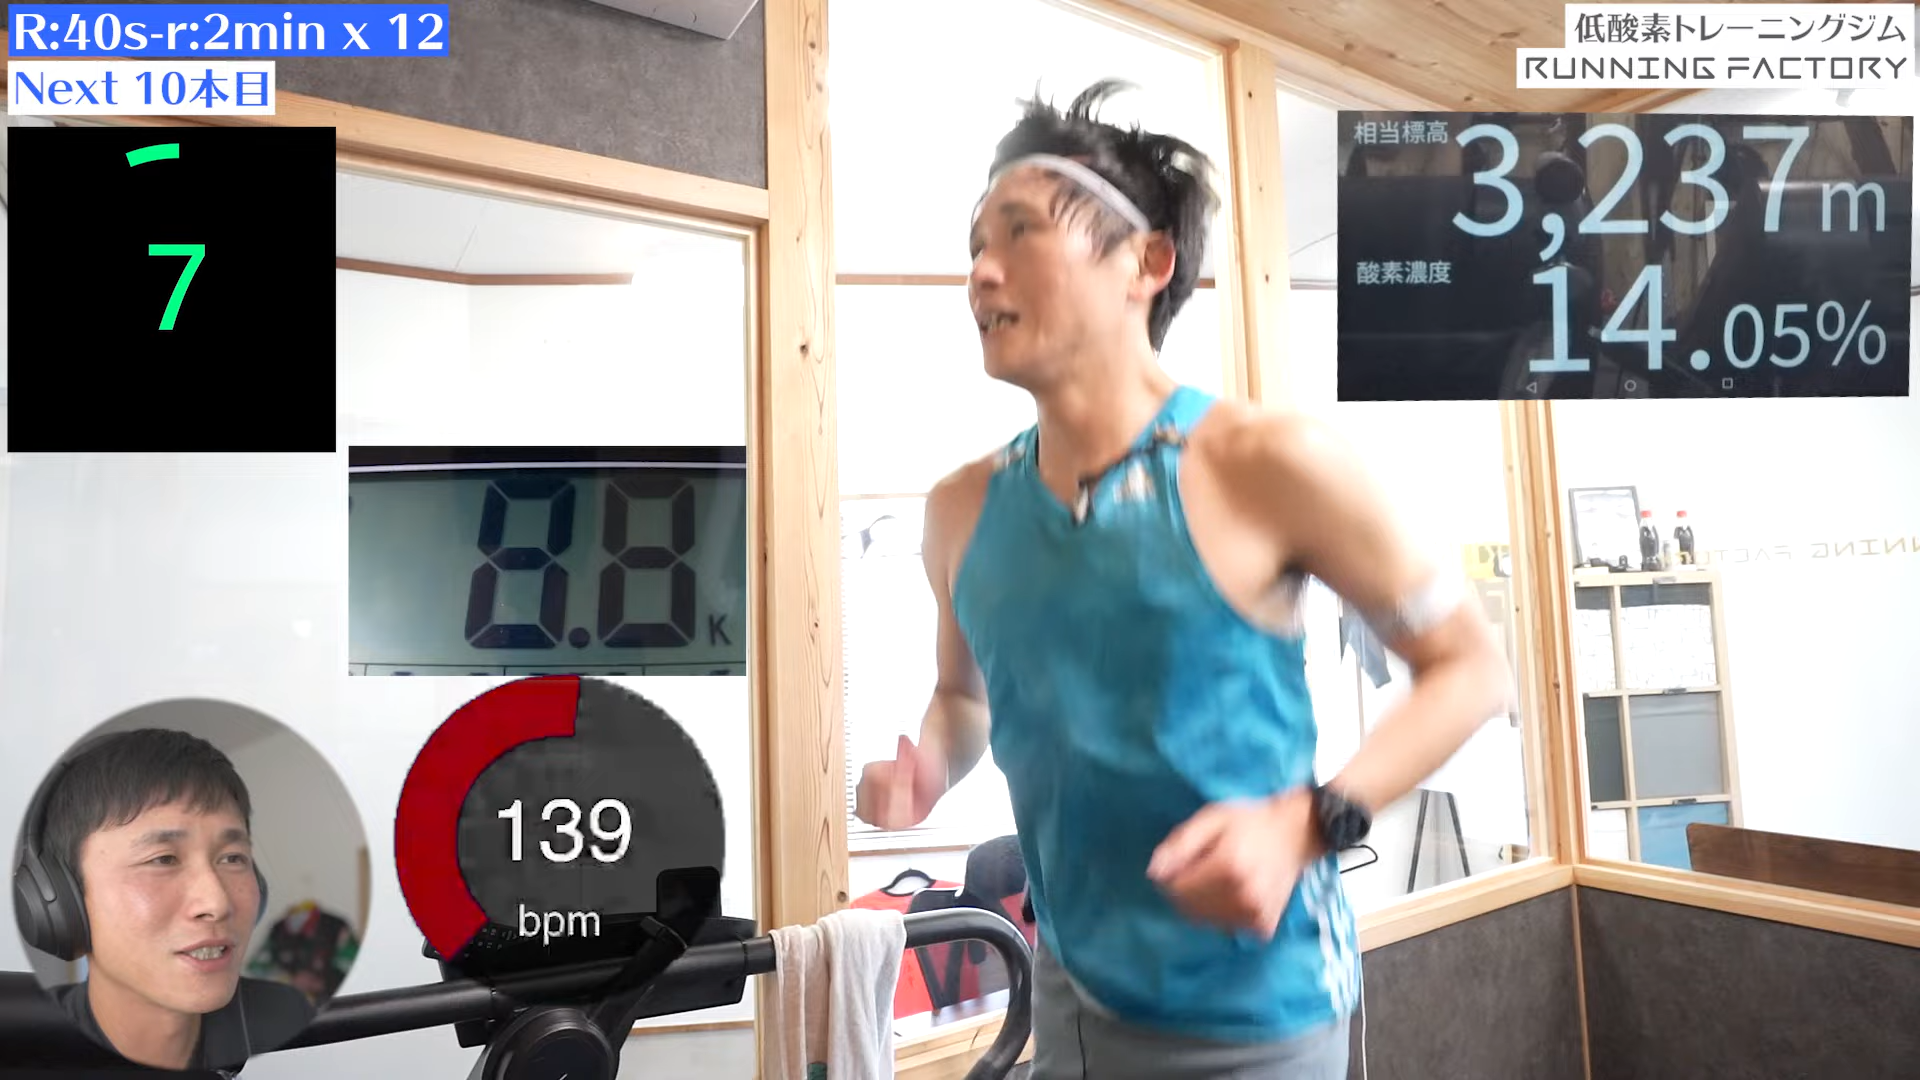 R:40s-r:2min x 12
Next 10本目
低酸素トレーニングジム
RUNNING FACTORY
相当標高 3,237m
酸素濃度 14.05%
7
8.8 K
139
bpm